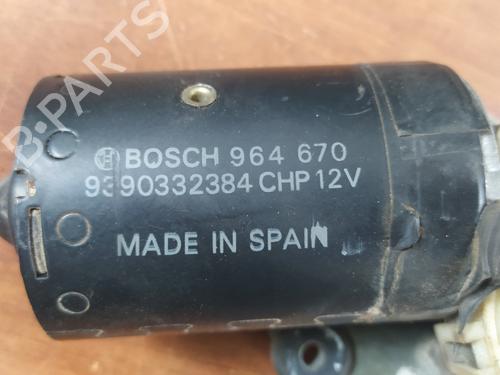 B-PARTS
BOSCH 964 670
9390332384 CHP 12V
MADE IN SPAIN